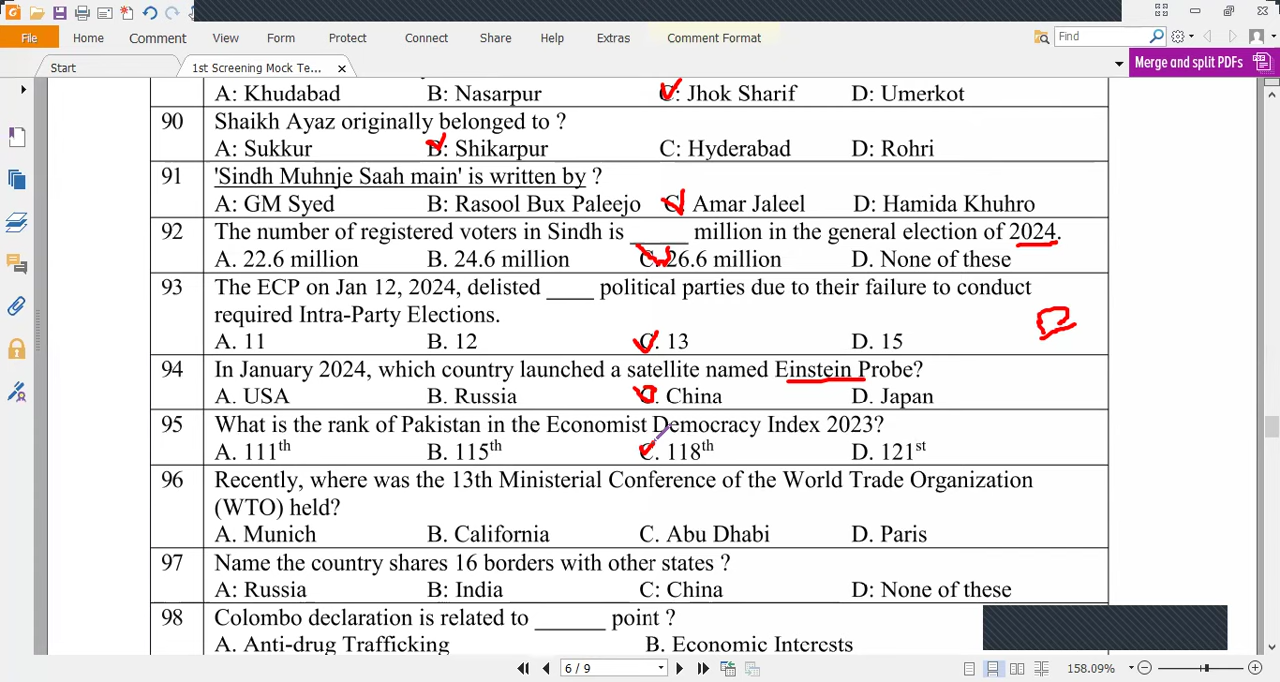 File Home Comment View Form Protect Connect Share Help Extras Comment Format Find
Merge and split PDFs
Start 1st Screening Mock Te...
A: Khudabad B: Nasarpur C: Jhok Sharif D: Umerkot
90 Shaikh Ayaz originally belonged to ?
A: Sukkur B: Shikarpur C: Hyderabad D: Rohri
91 'Sindh Muhnje Saah main' is written by ?
A: GM Syed B: Rasool Bux Paleejo C: Amar Jaleel D: Hamida Khuhro
92 The number of registered voters in Sindh is _____ million in the general election of 2024.
A. 22.6 million B. 24.6 million C. 26.6 million D. None of these
93 The ECP on Jan 12, 2024, delisted ____ political parties due to their failure to conduct
required Intra-Party Elections.
A. 11 B. 12 C. 13 D. 15
94 In January 2024, which country launched a satellite named Einstein Probe?
A. USA B. Russia C. China D. Japan
95 What is the rank of Pakistan in the Economist Democracy Index 2023?
A. 111th B. 115th C. 118th D. 121st
96 Recently, where was the 13th Ministerial Conference of the World Trade Organization
(WTO) held?
A. Munich B. California C. Abu Dhabi D. Paris
97 Name the country shares 16 borders with other states ?
A: Russia B: India C: China D: None of these
98 Colombo declaration is related to ______ point ?
A. Anti-drug Trafficking B. Economic Interests
6 / 9 158.09%